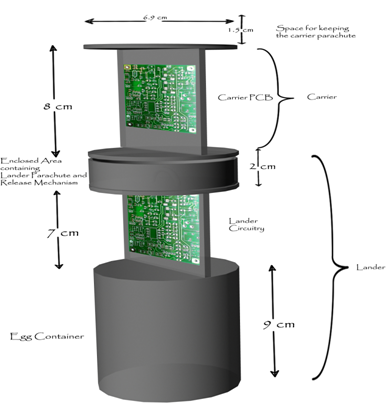 6-9 cm
1.5 cm
Space for keeping
the carrier parachute
8 cm
Carrier PCB
Carrier
Enclosed Area
containing
Lander Parachute and
Release Mechanism
2 cm
7 cm
Lander
Circuitry
Lander
9 cm
Egg Container